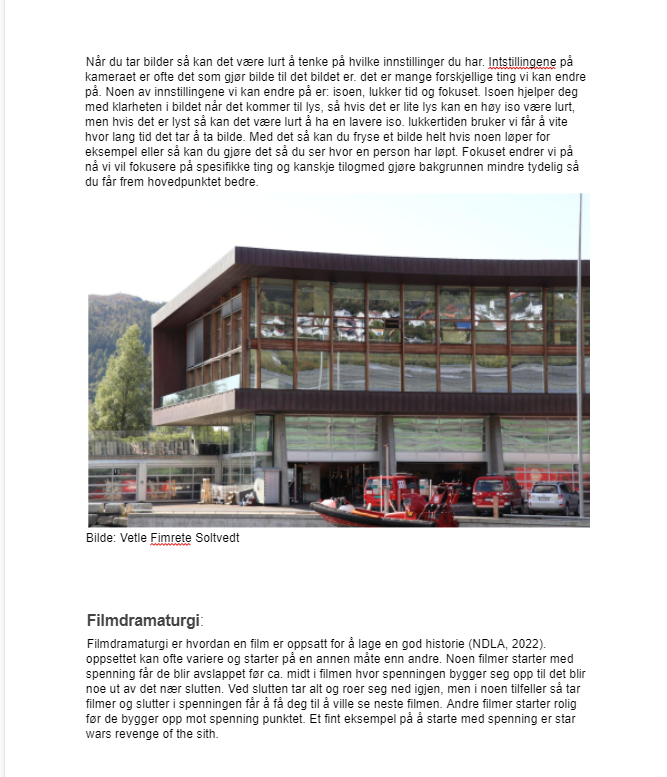 Når du tar bilder så kan det være lurt å tenke på hvilke innstillinger du har. Intstillingene på
kameraet er ofte det som gjør bilde til det bildet er. det er mange forskjellige ting vi kan endre
på. Noen av innstillingene vi kan endre på er: isoen, lukker tid og fokuset. Isoen hjelper deg
med klarheten i bildet når det kommer til lys, så hvis det er lite lys kan en høy iso være lurt,
men hvis det er lyst så kan det være lurt å ha en lavere iso. lukkertiden bruker vi får å vite
hvor lang tid det tar å ta bilde. Med det så kan du fryse et bilde helt hvis noen løper for
eksempel eller så kan du gjøre det så du ser hvor en person har løpt. Fokuset endrer vi på
nå vi vil fokusere på spesifikke ting og kanskje tilogmed gjøre bakgrunnen mindre tydelig så
du får frem hovedpunktet bedre.
Bilde: Vetle Fimrete Soltvedt
Filmdramaturgi:
Filmdramaturgi er hvordan en film er oppsatt for å lage en god historie (NDLA, 2022).
oppsettet kan ofte variere og starter på en annen måte enn andre. Noen filmer starter med
spenning får de blir avslappet før ca. midt i filmen hvor spenningen bygger seg opp til det blir
noe ut av det nær slutten. Ved slutten tar alt og roer seg ned igjen, men i noen tilfeller så tar
filmer og slutter i spenningen får å få deg til å ville se neste filmen. Andre filmer starter rolig
før de bygger opp mot spenning punktet. Et fint eksempel på å starte med spenning er star
wars revenge of the sith.